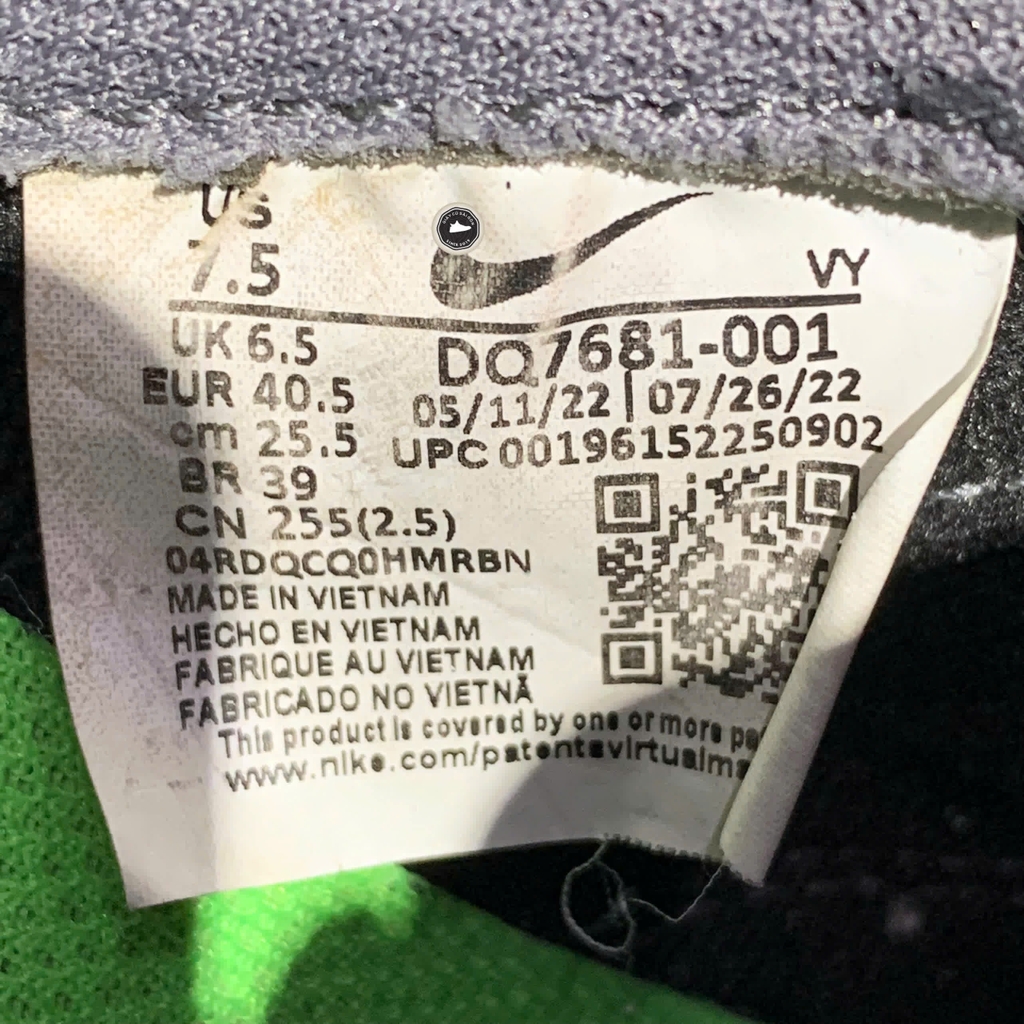 US
7.5
VY
UK 6.5
EUR 40.5
cm 25.5
BR 39
CN 255(2.5)
DQ7681-001
05/11/22 | 07/26/22
UPC 00196152250902
04RDQCQ0HMRBN
MADE IN VIETNAM
HECHO EN VIETNAM
FABRIQUE AU VIETNAM
FABRICADO NO VIETNÃ
This product is covered by one or more
www.nike.com/patentsvirtualma